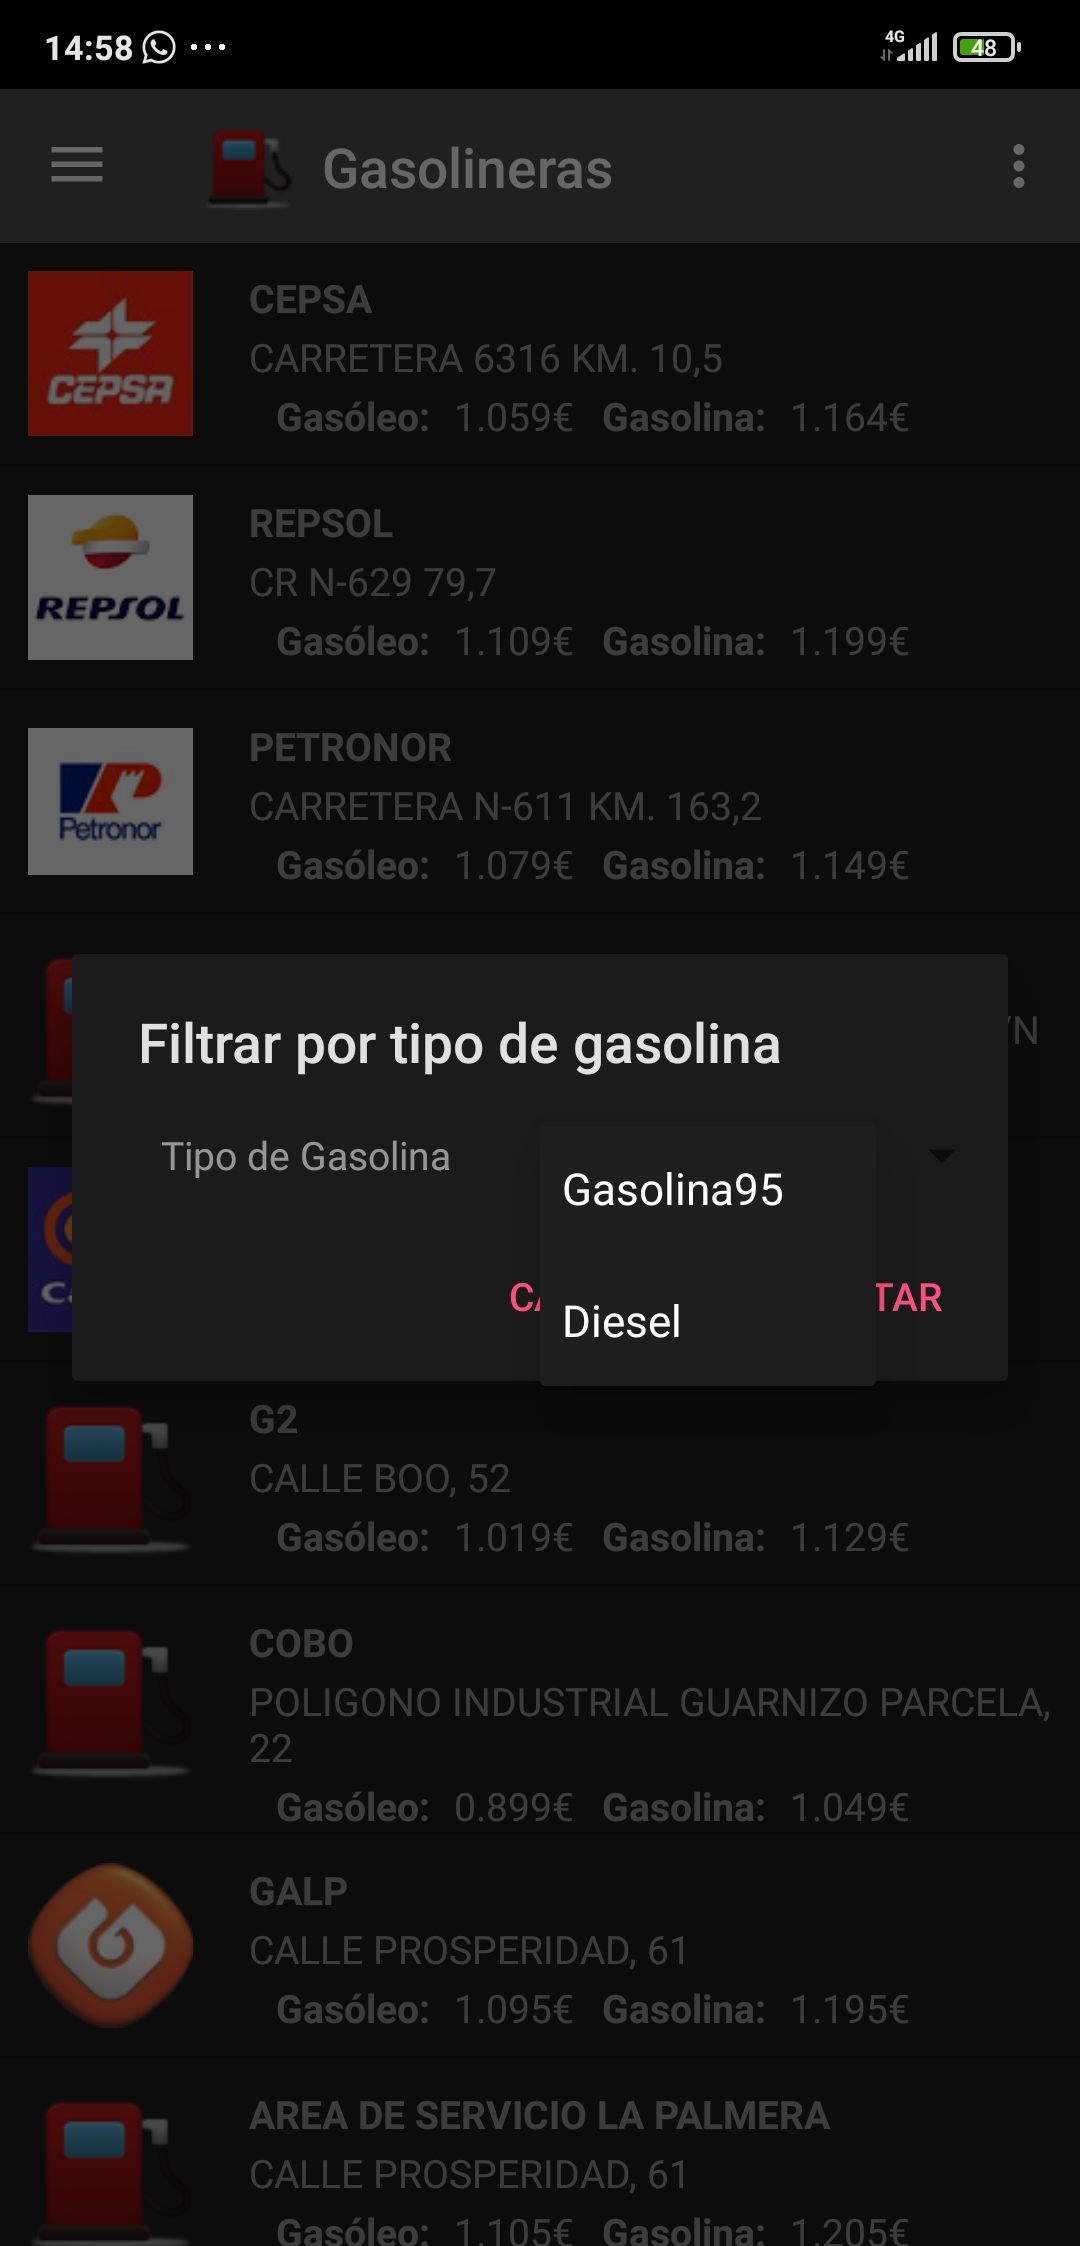 14:58
4G
48
Gasolineras
CEPSA
CEPSA
CARRETERA 6316 KM. 10,5
Gasóleo: 1.059€ Gasolina: 1.164€
REPSOL
REPSOL
CR N-629 79,7
Gasóleo: 1.109€ Gasolina: 1.199€
Petronor
PETRONOR
CARRETERA N-611 KM. 163,2
Gasóleo: 1.079€ Gasolina: 1.149€
Filtrar por tipo de gasolina
Tipo de Gasolina
Gasolina95
Diesel
G2
CALLE BOO, 52
Gasóleo: 1.019€ Gasolina: 1.129€
COBO
POLIGONO INDUSTRIAL GUARNIZO PARCELA,
22
Gasóleo: 0.899€ Gasolina: 1.049€
GALP
CALLE PROSPERIDAD, 61
Gasóleo: 1.095€ Gasolina: 1.195€
AREA DE SERVICIO LA PALMERA
CALLE PROSPERIDAD, 61
Gasóleo: 1.105€ Gasolina: 1.205€